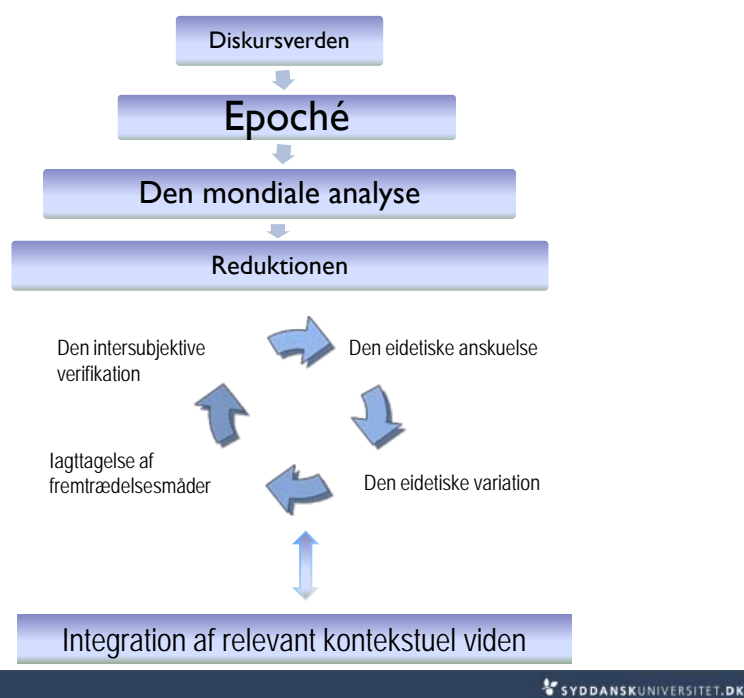 Diskursverden
Epoché
Den mondiale analyse
Reduktionen
Den intersubjektive
verifikation
Den eidetiske anskuelse
Iagttagelse af
fremtrædelsesmåder
Den eidetiske variation
Integration af relevant kontekstuel viden
SYDDANSKUNIVERSITET.DK